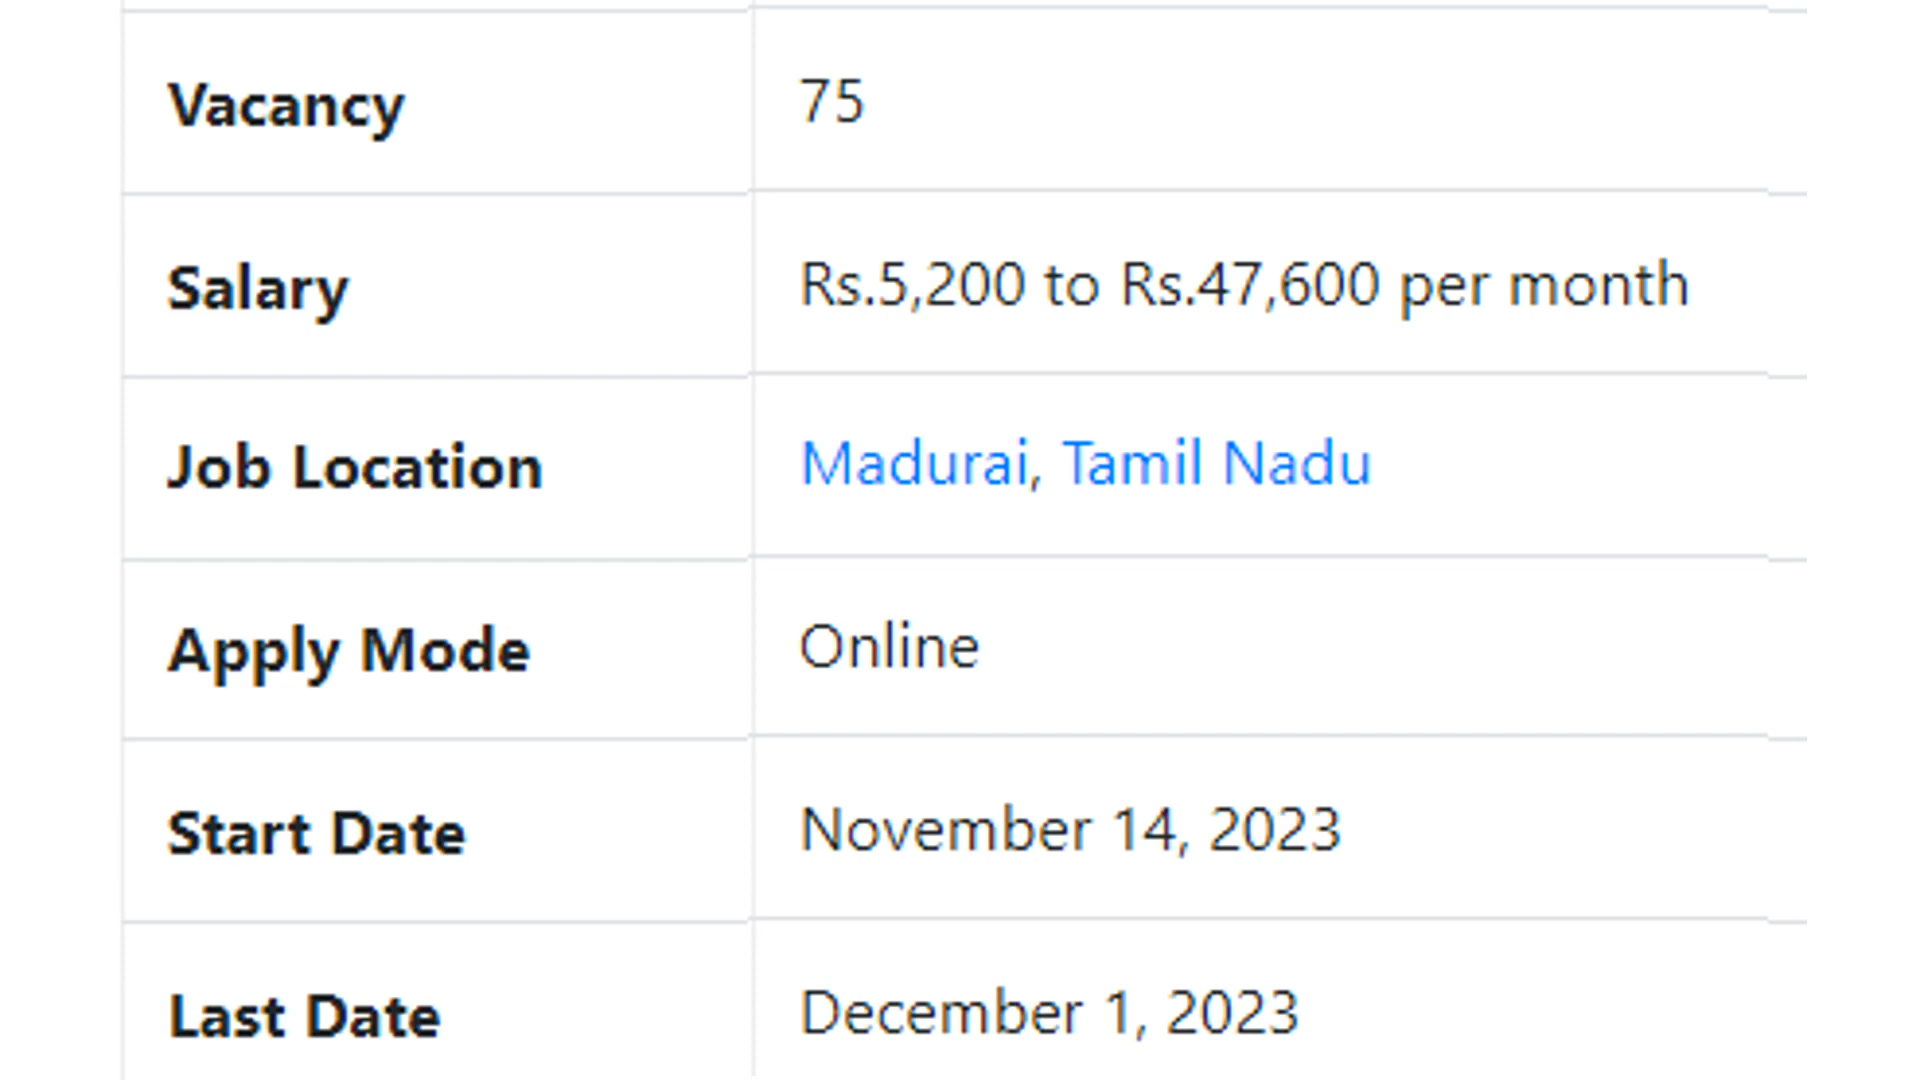 Vacancy 75
Salary Rs.5,200 to Rs.47,600 per month
Job Location Madurai, Tamil Nadu
Apply Mode Online
Start Date November 14, 2023
Last Date December 1, 2023